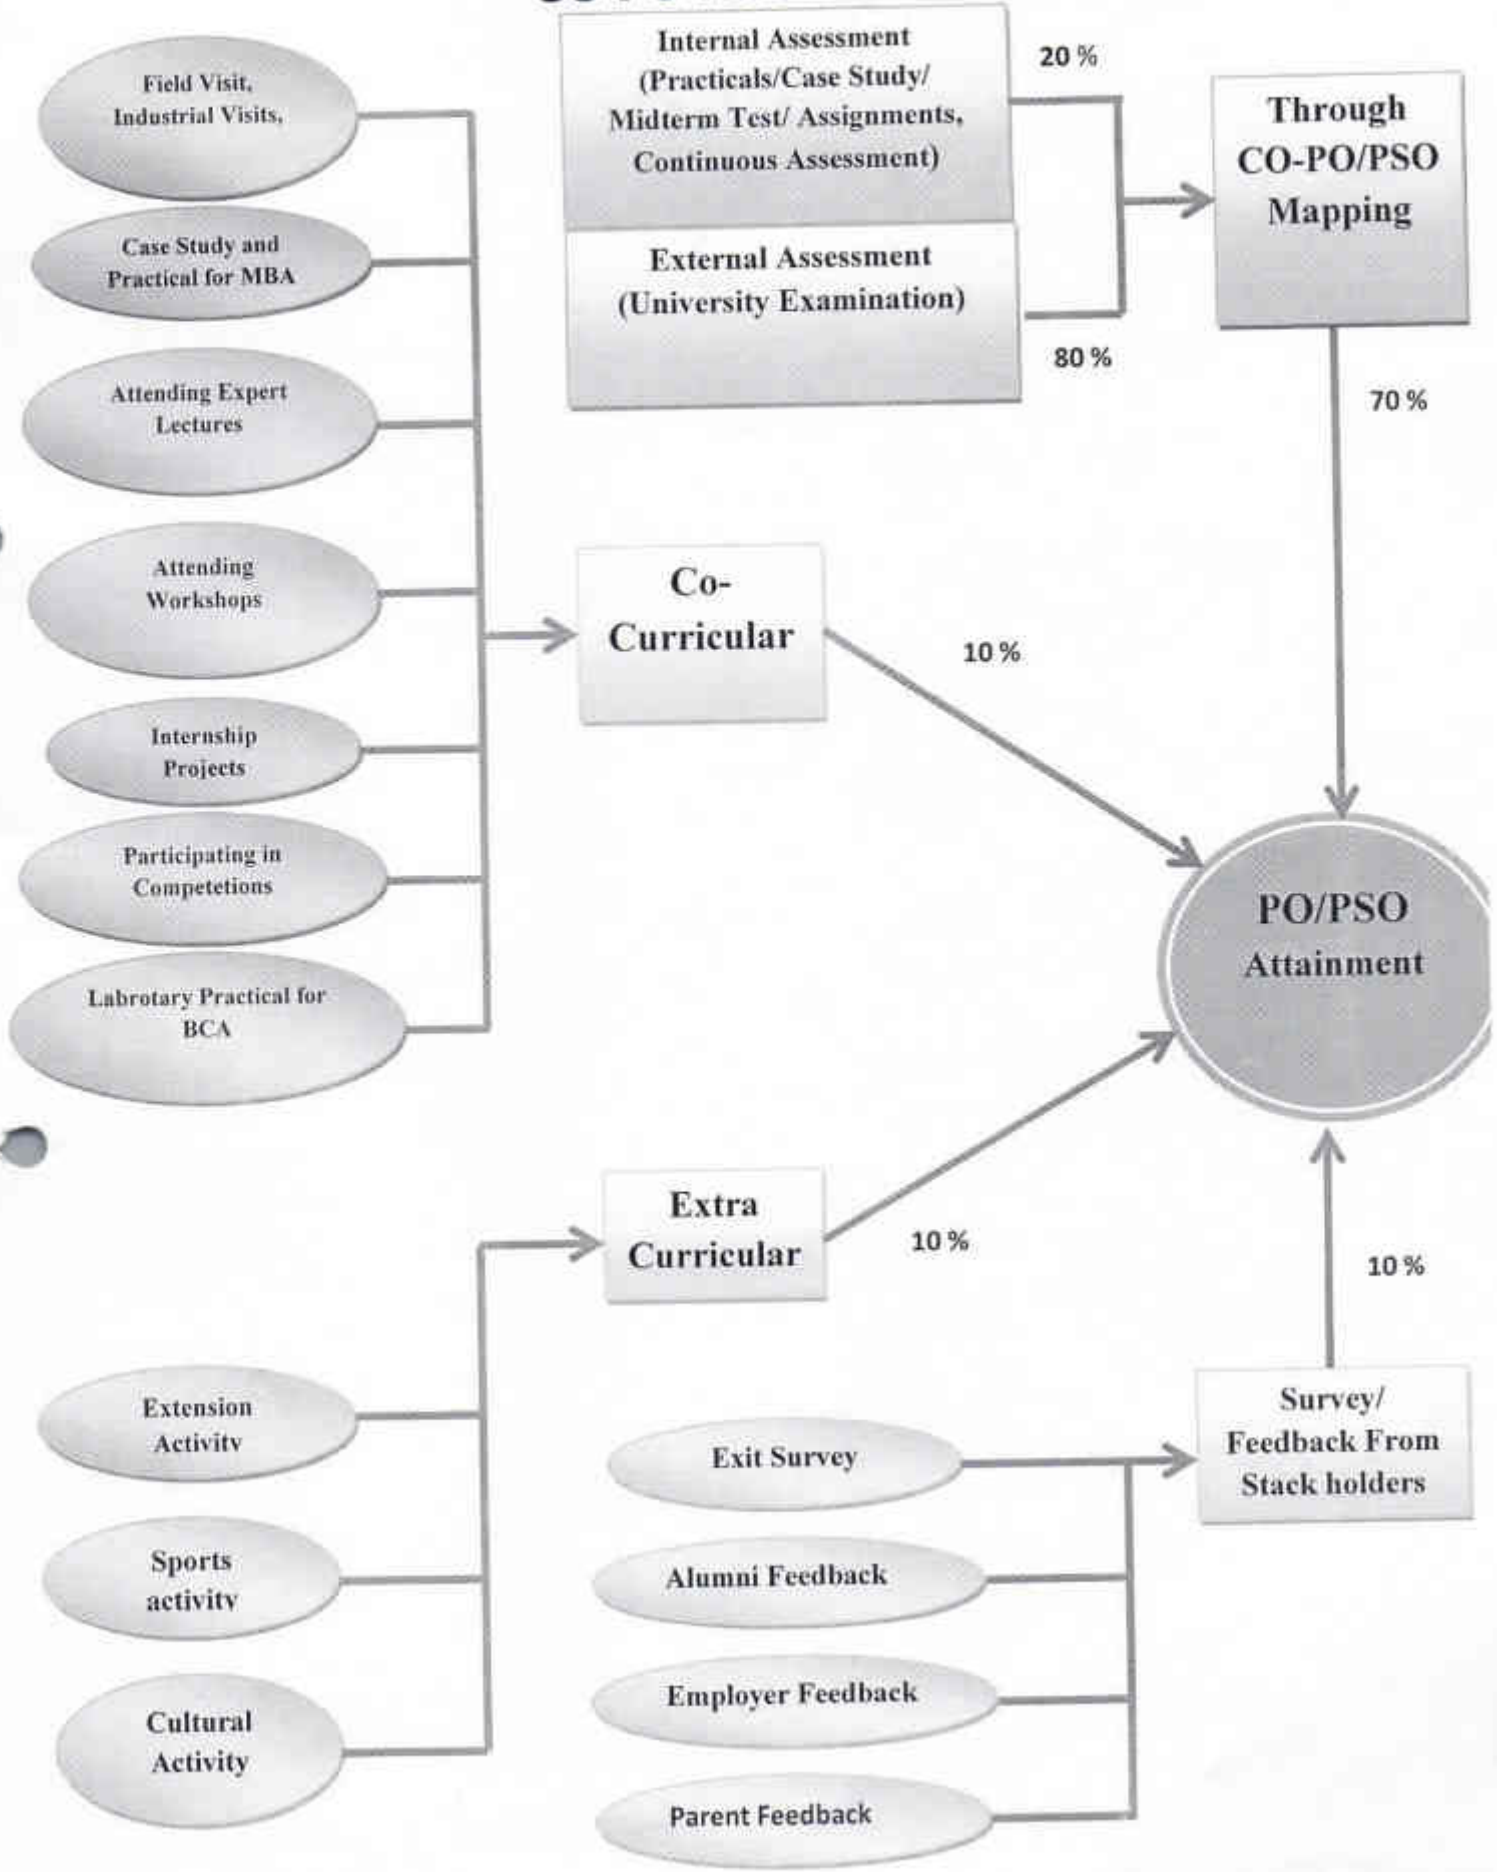 Internal Assessment
(Practicals/Case Study/
Midterm Test/ Assignments,
Continuous Assessment)
20 %
External Assessment
(University Examination)
80 %
Through
CO-PO/PSO
Mapping
70 %
Field Visit,
Industrial Visits,
Case Study and
Practical for MBA
Attending Expert
Lectures
Attending
Workshops
Internship
Projects
Participating in
Competetions
Labrotary Practical for
BCA
Co-
Curricular
10 %
PO/PSO
Attainment
Extra
Curricular
10 %
10 %
Extension
Activity
Sports
activity
Cultural
Activity
Exit Survey
Alumni Feedback
Employer Feedback
Parent Feedback
Survey/
Feedback From
Stack holders